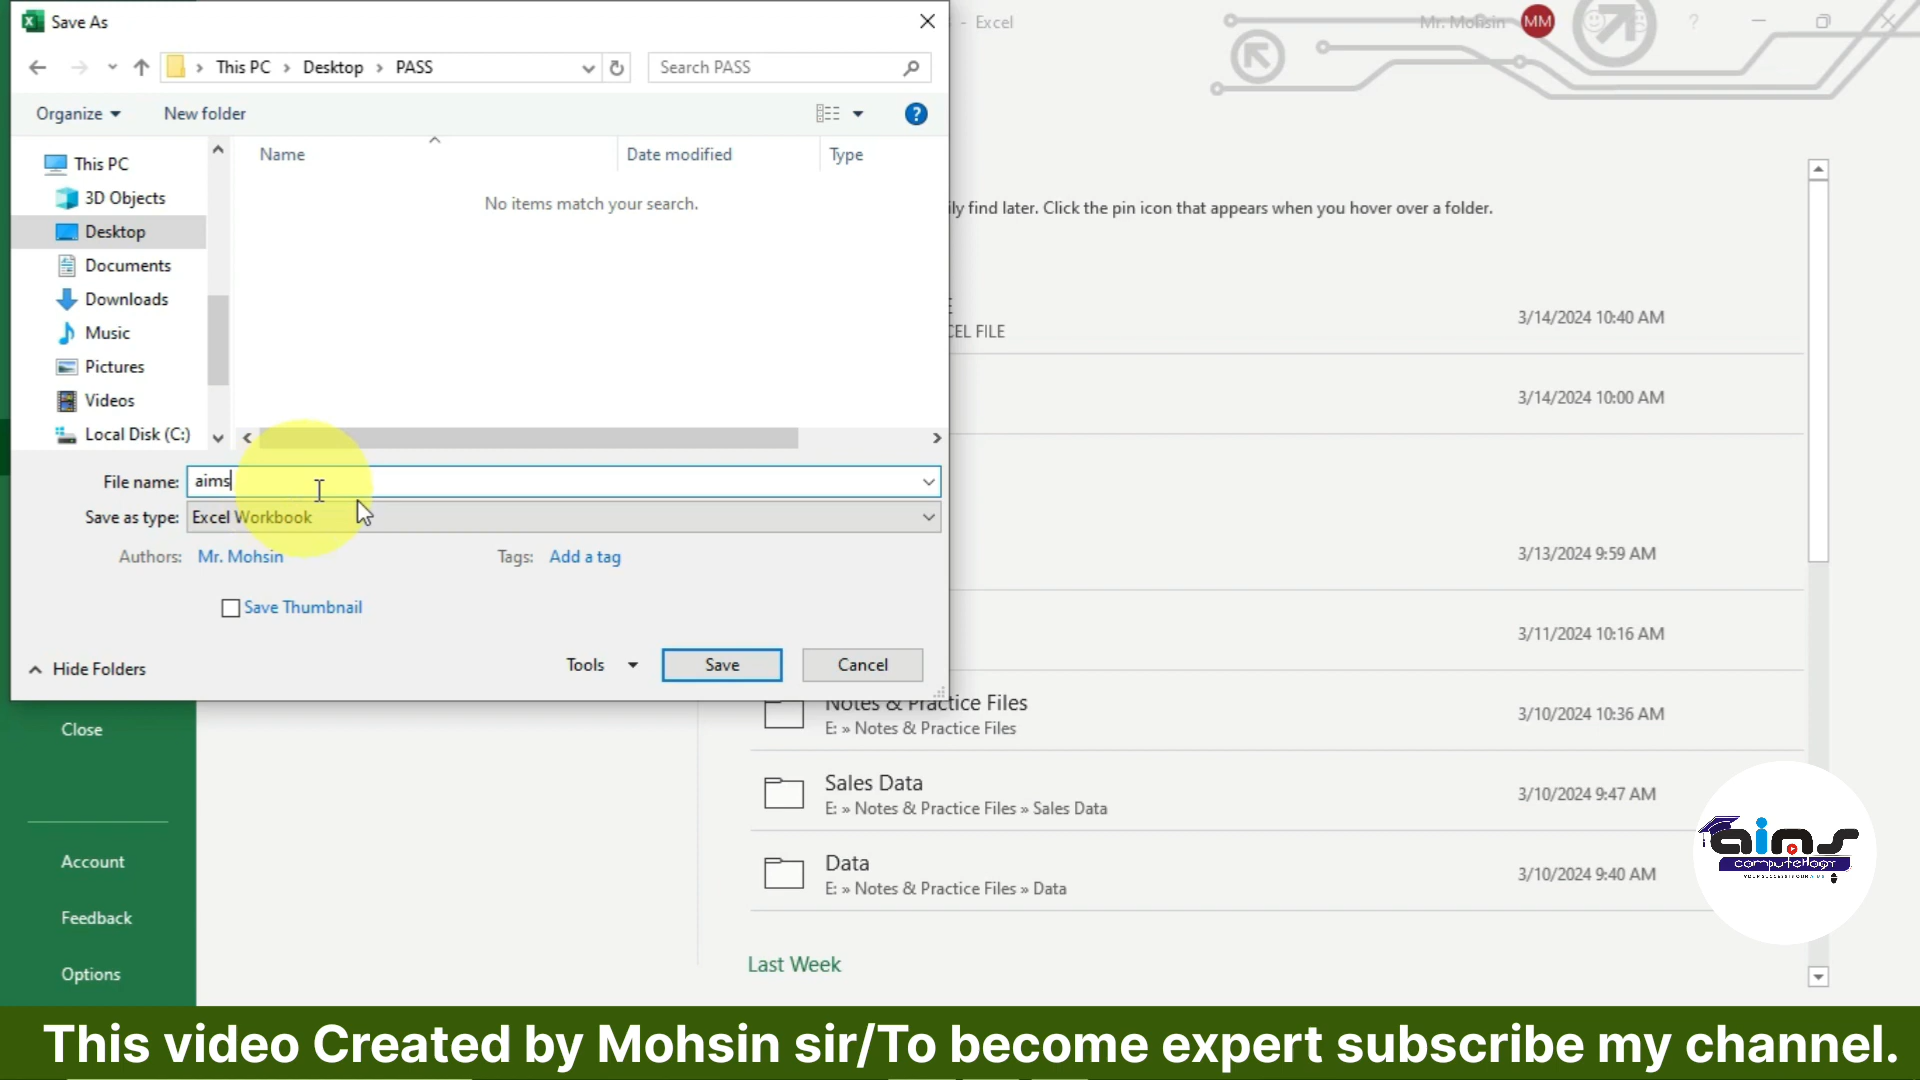 Save As
- Excel
Mr. Mohsin
MM
?
This PC > Desktop > PASS
Search PASS
Organize
New folder
?
This PC
3D Objects
Desktop
Documents
Downloads
Music
Pictures
Videos
Local Disk (C:)
Name
Date modified
Type
No items match your search.
ily find later. Click the pin icon that appears when you hover over a folder.
3/14/2024 10:40 AM
CEL FILE
3/14/2024 10:00 AM
File name: aims
Save as type: Excel Workbook
Authors: Mr. Mohsin
Tags: Add a tag
3/13/2024 9:59 AM
Save Thumbnail
3/11/2024 10:16 AM
Hide Folders
Tools
Save
Cancel
Notes & Practice Files
E: » Notes & Practice Files
3/10/2024 10:36 AM
Close
Sales Data
E: » Notes & Practice Files » Sales Data
3/10/2024 9:47 AM
Data
E: » Notes & Practice Files » Data
3/10/2024 9:40 AM
aims
Account
Feedback
Options
Last Week
This video Created by Mohsin sir/To become expert subscribe my channel.